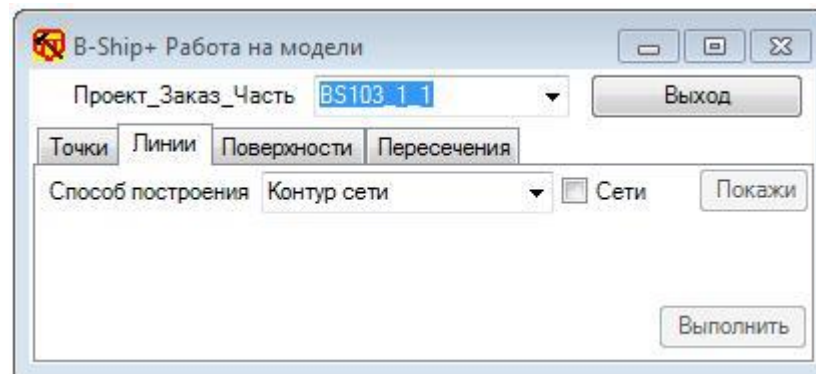 B-Ship+ Работа на модели
Проект_Заказ_Часть BS103_1_1 Выход
Точки Линии Поверхности Пересечения
Способ построения Контур сети Сети Покажи
Выполнить